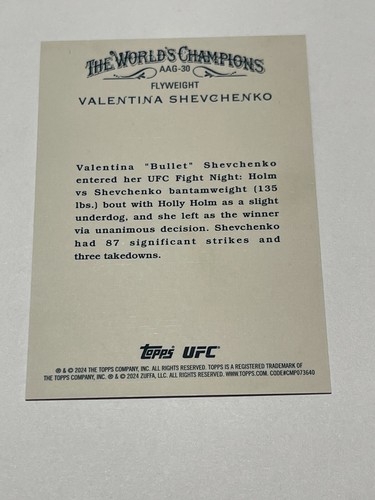 THE WORLD'S CHAMPIONS
AAG-30
FLYWEIGHT
VALENTINA SHEVCHENKO
Valentina "Bullet" Shevchenko
entered her UFC Fight Night: Holm
vs Shevchenko bantamweight (135
lbs.) bout with Holly Holm as a slight
underdog, and she left as the winner
via unanimous decision. Shevchenko
had 87 significant strikes and
three takedowns.
Topps UFC
® & © 2024 THE TOPPS COMPANY, INC. ALL RIGHTS RESERVED. TOPPS IS A REGISTERED TRADEMARK OF
THE TOPPS COMPANY, INC. ® & © 2024 ZUFFA, LLC. ALL RIGHTS RESERVED. WWW.TOPPS.COM. CODE#CMP073640